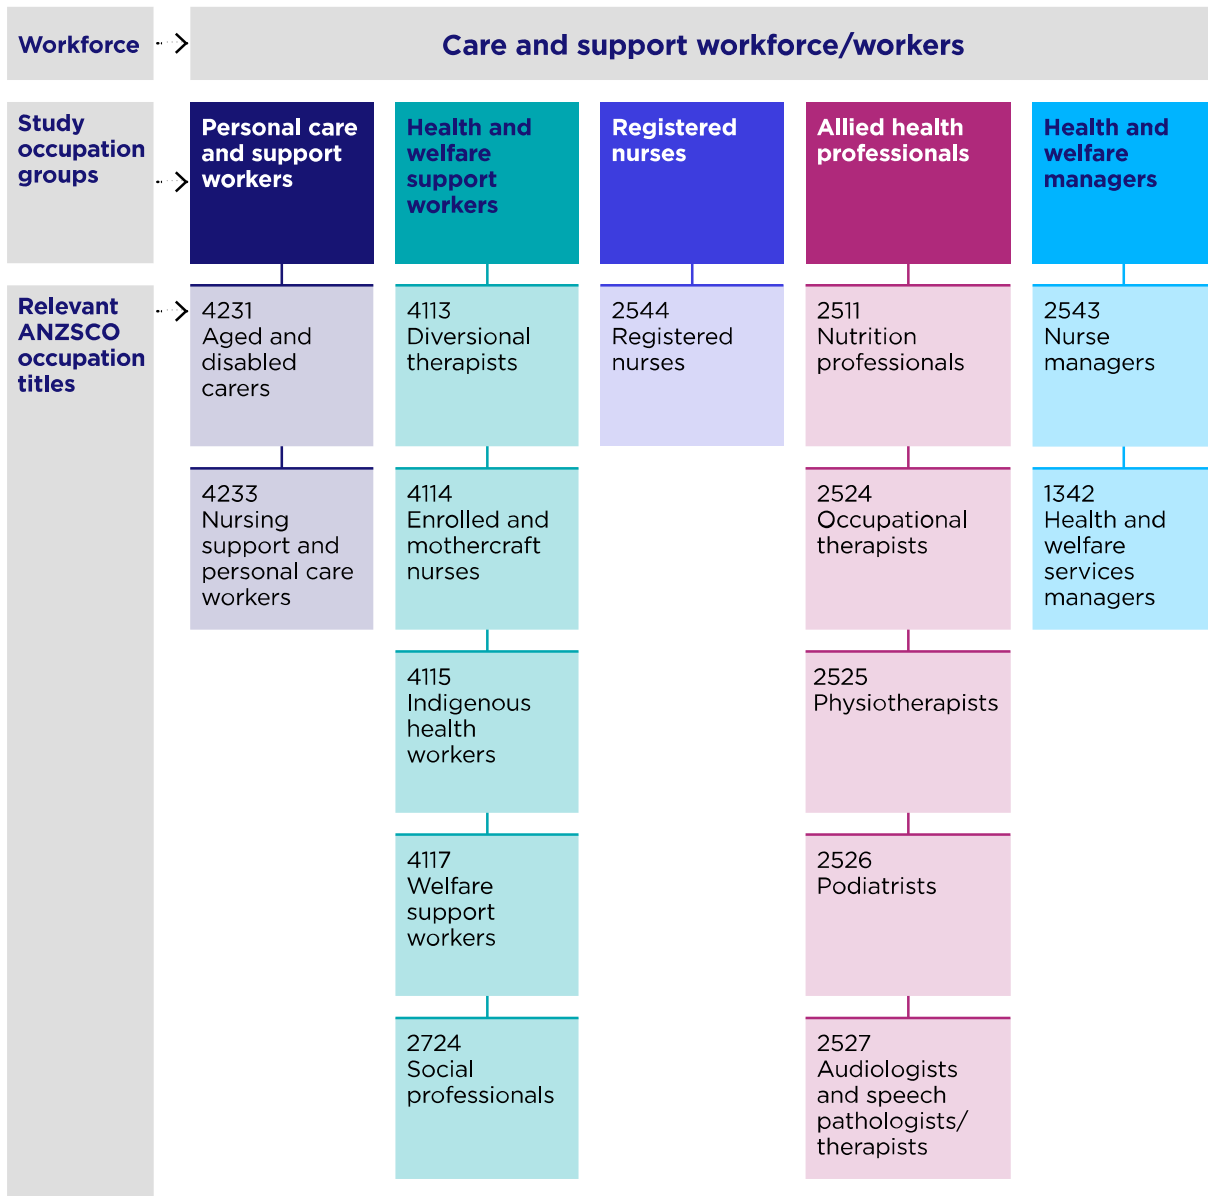 Workforce
Care and support workforce/workers
Study
occupation
groups
Personal care
and support
workers
Health and
welfare
support
workers
Registered
nurses
Allied health
professionals
Health and
welfare
managers
Relevant
ANZSCO
occupation
titles
4231
Aged and
disabled
carers
4113
Diversional
therapists
2544
Registered
nurses
2511
Nutrition
professionals
2543
Nurse
managers
4233
Nursing
support and
personal care
workers
4114
Enrolled and
mothercraft
nurses
2524
Occupational
therapists
1342
Health and
welfare
services
managers
4115
Indigenous
health
workers
2525
Physiotherapists
4117
Welfare
support
workers
2526
Podiatrists
2724
Social
professionals
2527
Audiologists
and speech
pathologists/
therapists